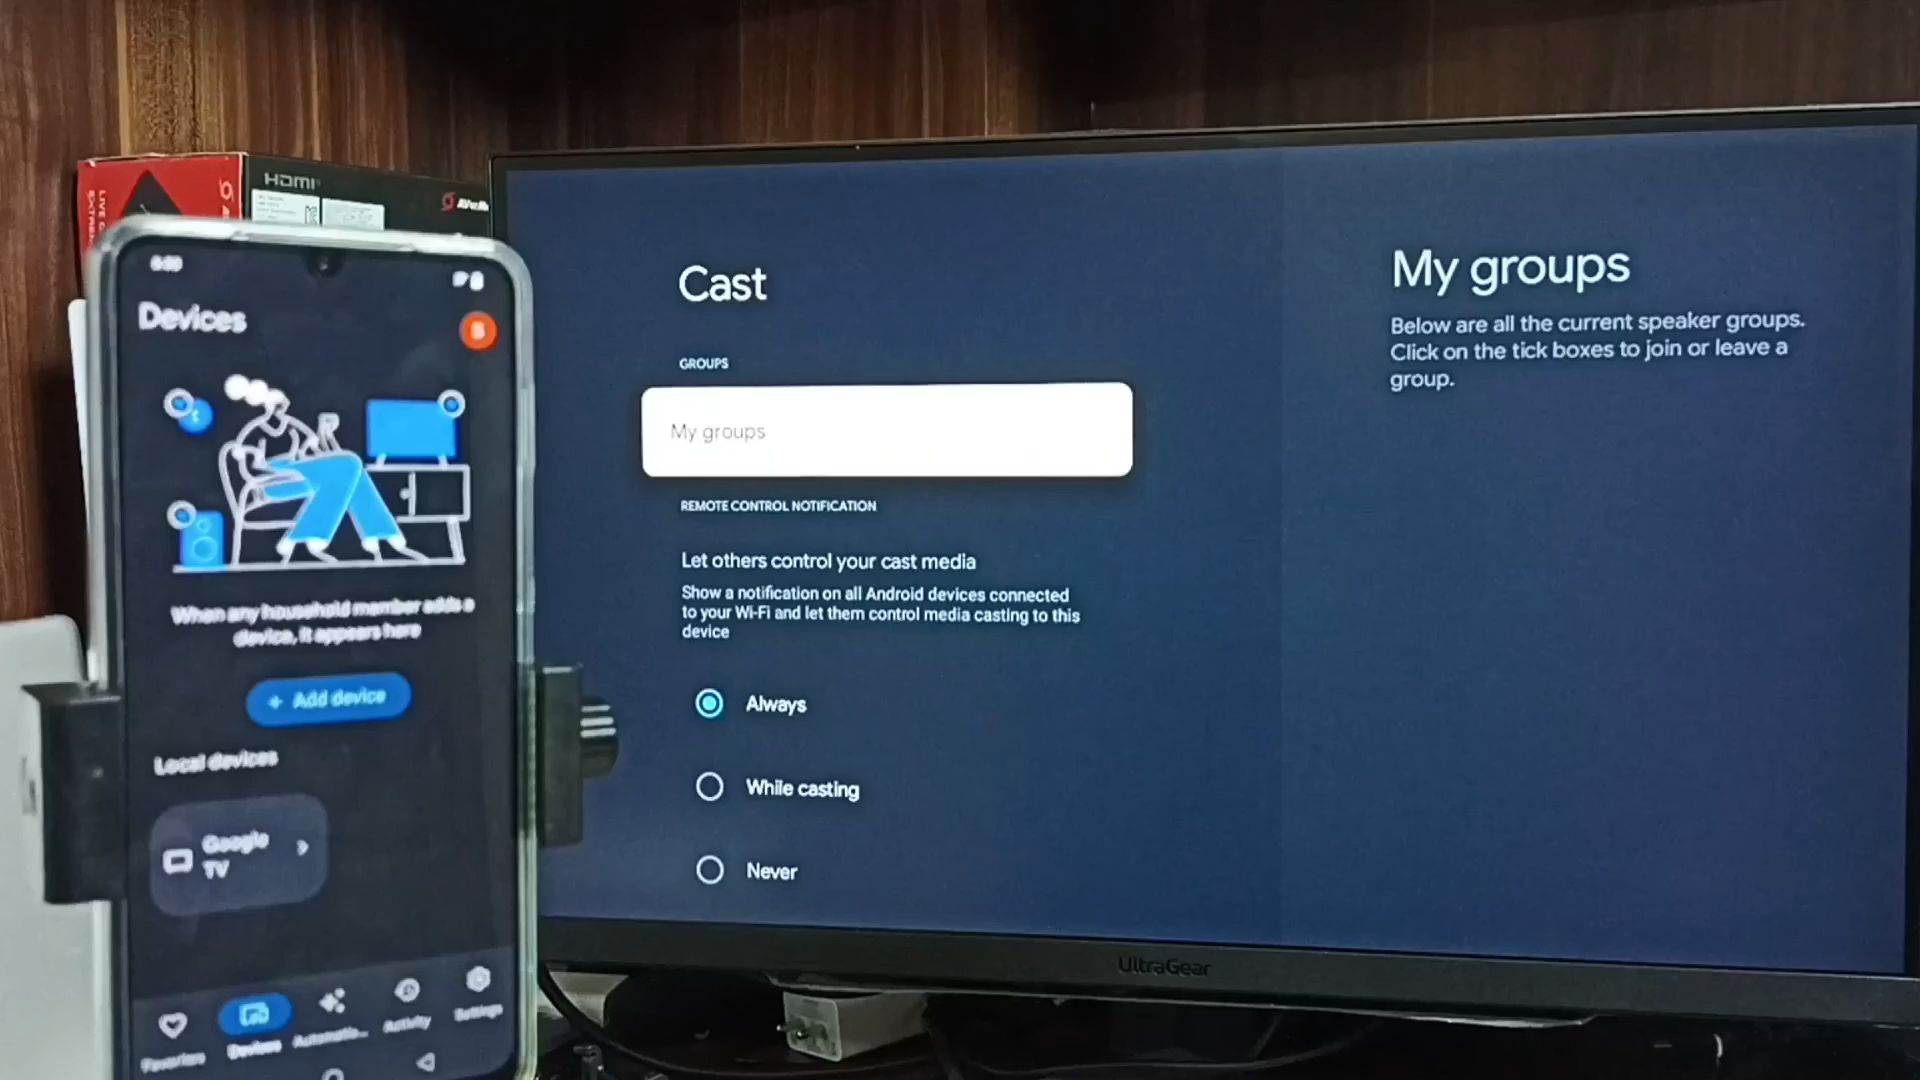 HDMI
AVerMe
LIVE G
EXTREM
Devices
When any household member adds a
device, it appears here
+ Add device
Local devices
Google
TV
Favorites
Devices
Automatio...
Activity
Settings
Cast
GROUPS
My groups
REMOTE CONTROL NOTIFICATION
Let others control your cast media
Show a notification on all Android devices connected
to your Wi-Fi and let them control media casting to this
device
Always
While casting
Never
My groups
Below are all the current speaker groups.
Click on the tick boxes to join or leave a
group.
UltraGear